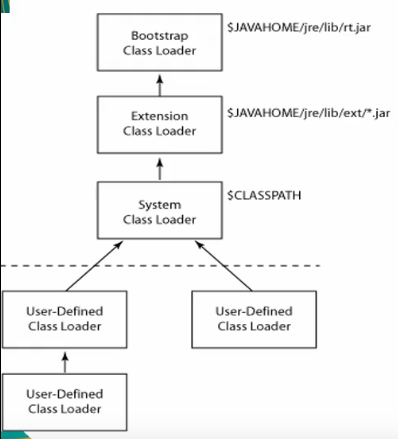 Bootstrap
Class Loader
$JAVAHOME/jre/lib/rt.jar
Extension
Class Loader
$JAVAHOME/jre/lib/ext/*.jar
System
Class Loader
$CLASSPATH
User-Defined
Class Loader
User-Defined
Class Loader
User-Defined
Class Loader